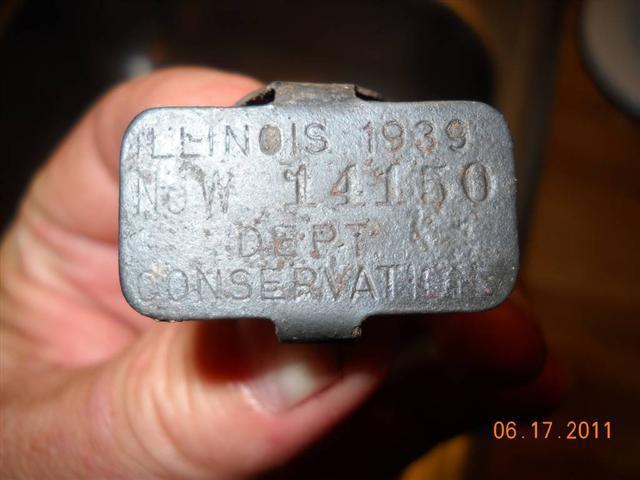 ILLINOIS 1939
NO W 14150
DEPT
CONSERVATION
06.17.2011